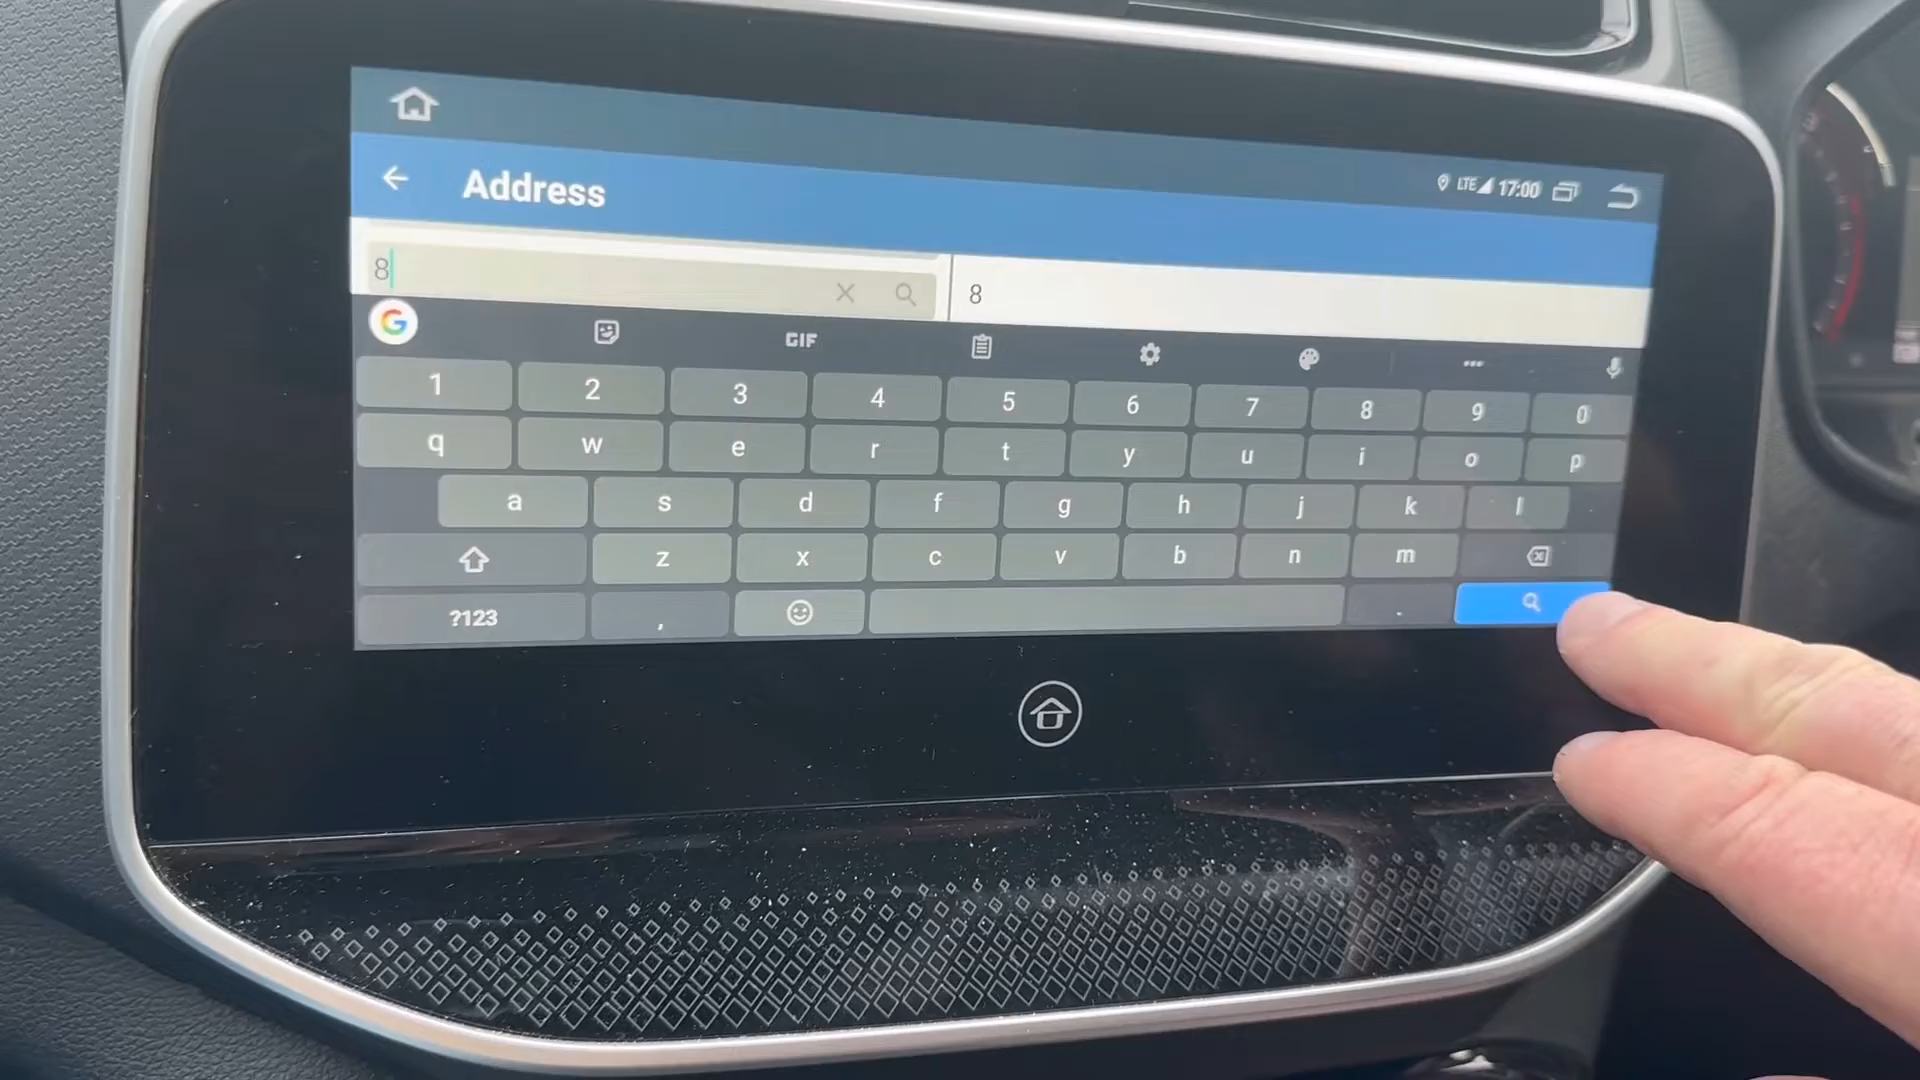 LTE 17:00
Address
8 8
G GIF
1 2 3 4 5 6 7 8 9 0
q w e r t y u i o p
a s d f g h j k l
z x c v b n m
?123 , .